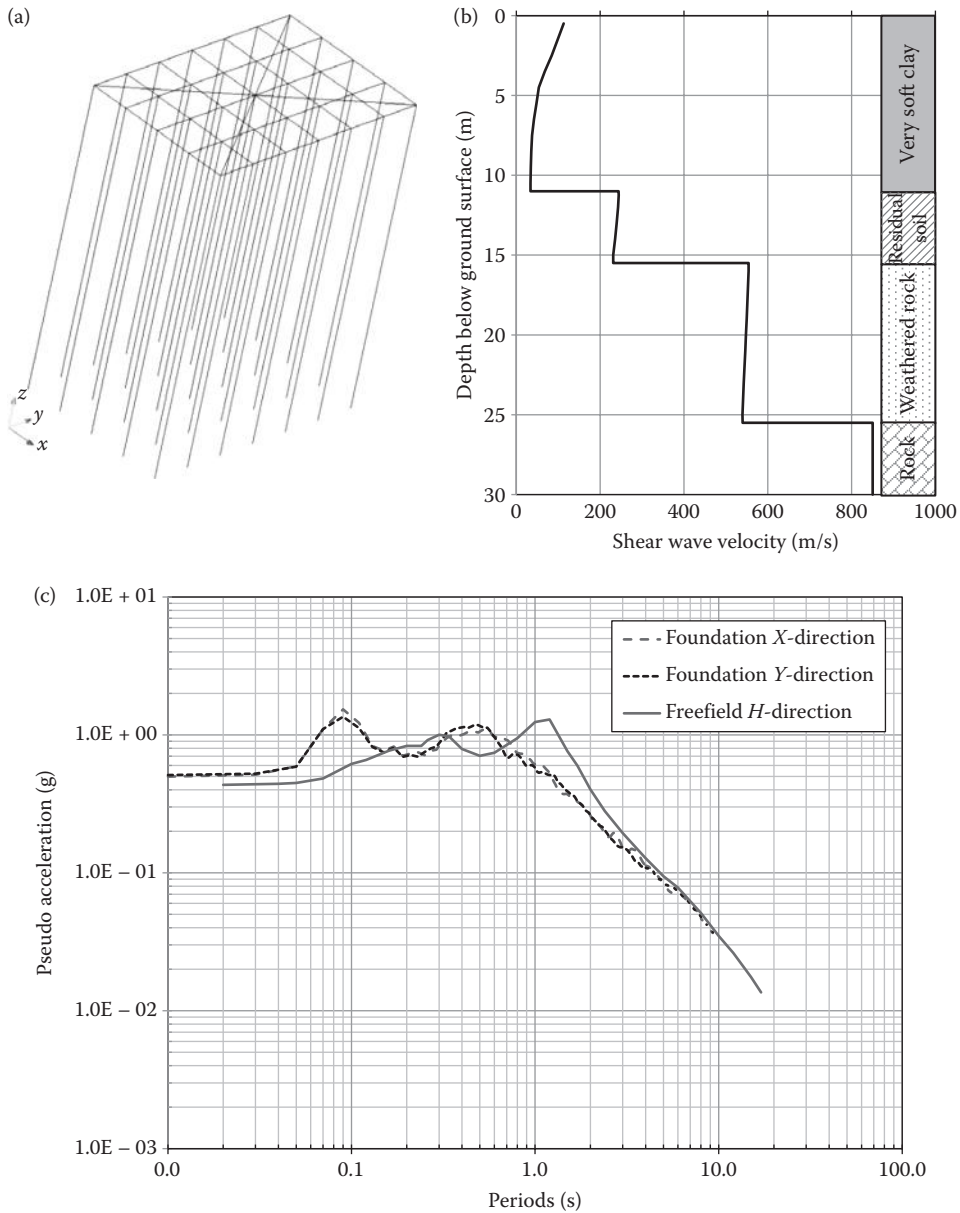 (a)
z
y
x
(b)
Depth below ground surface (m)
0
5
10
15
20
25
30
0
200
400
600
800
1000
Shear wave velocity (m/s)
Very soft clay
Residual
soil
Weathered rock
Rock
(c)
Pseudo acceleration (g)
1.0E + 01
1.0E + 00
1.0E – 01
1.0E – 02
1.0E – 03
Foundation X-direction
Foundation Y-direction
Freefield H-direction
0.0
0.1
1.0
10.0
100.0
Periods (s)